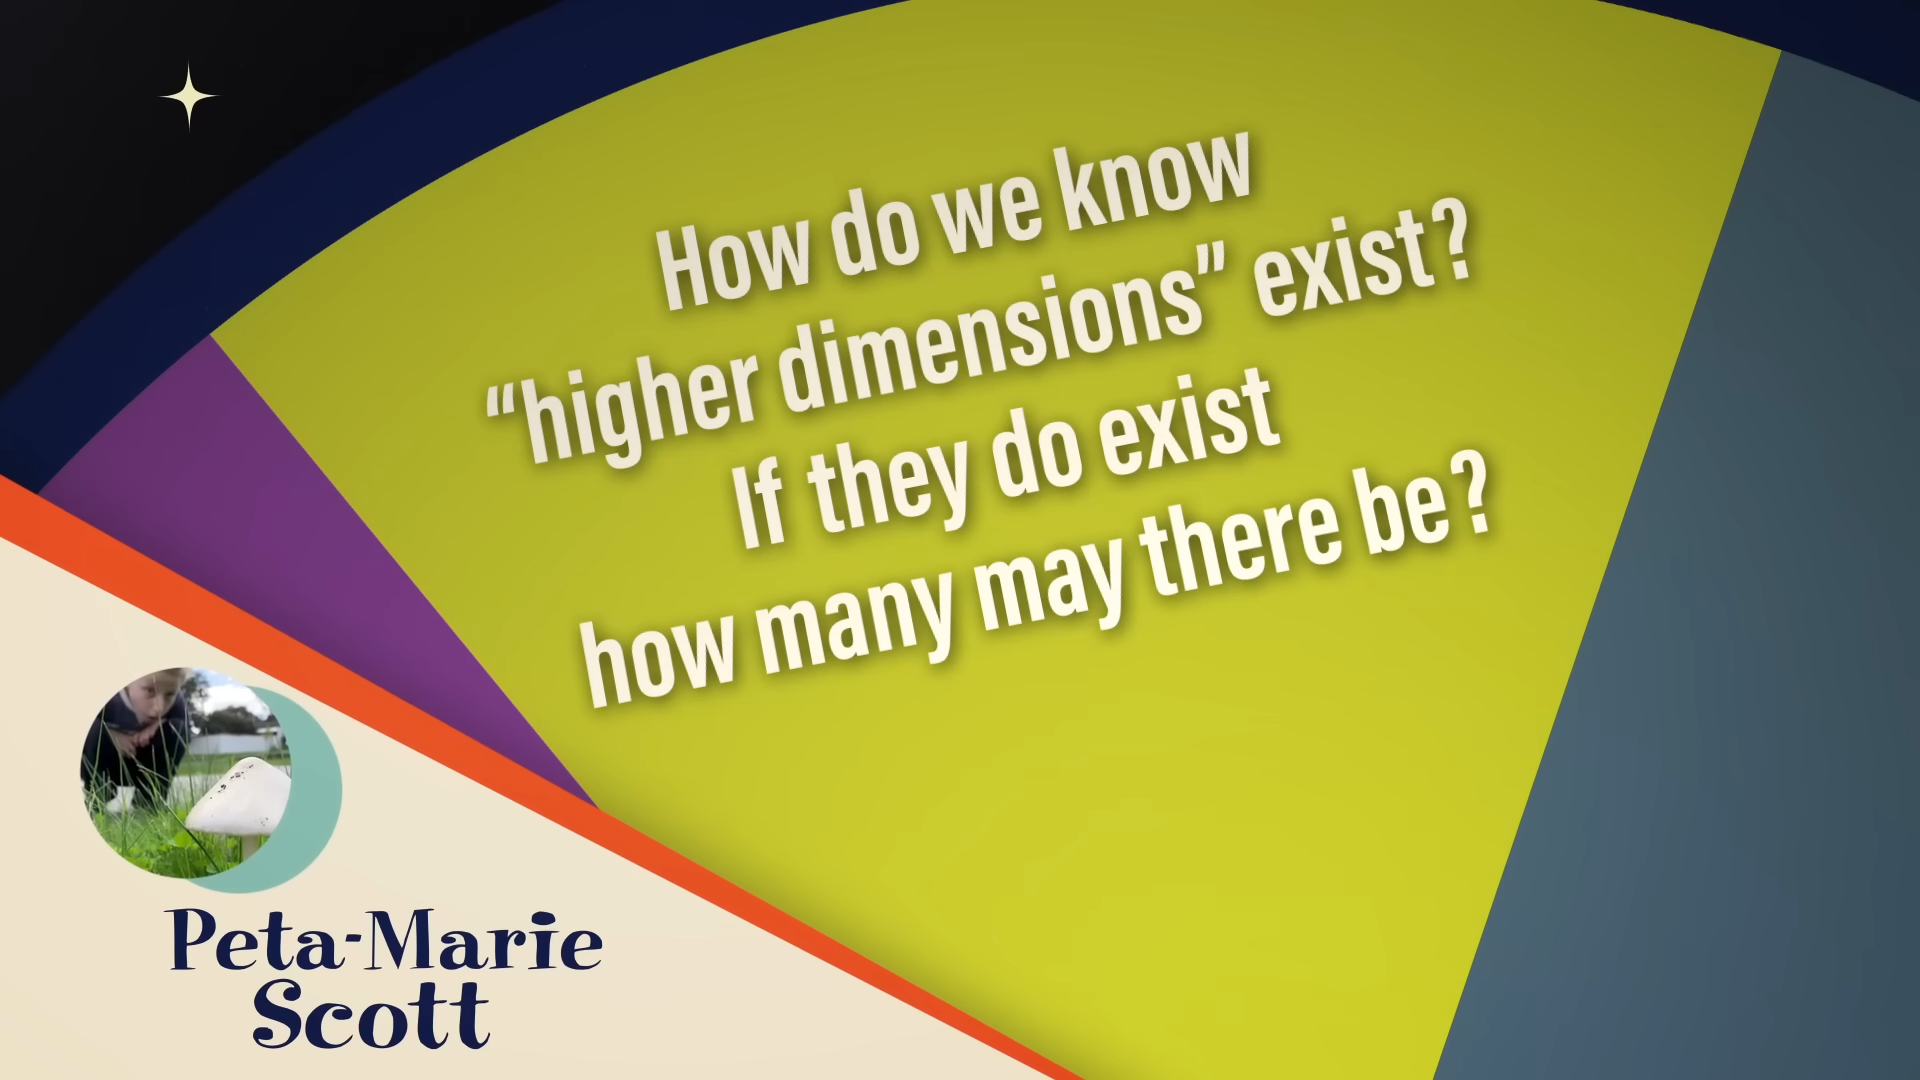 How do we know
“higher dimensions” exist?
If they do exist
how many may there be?
Peta-Marie
Scott